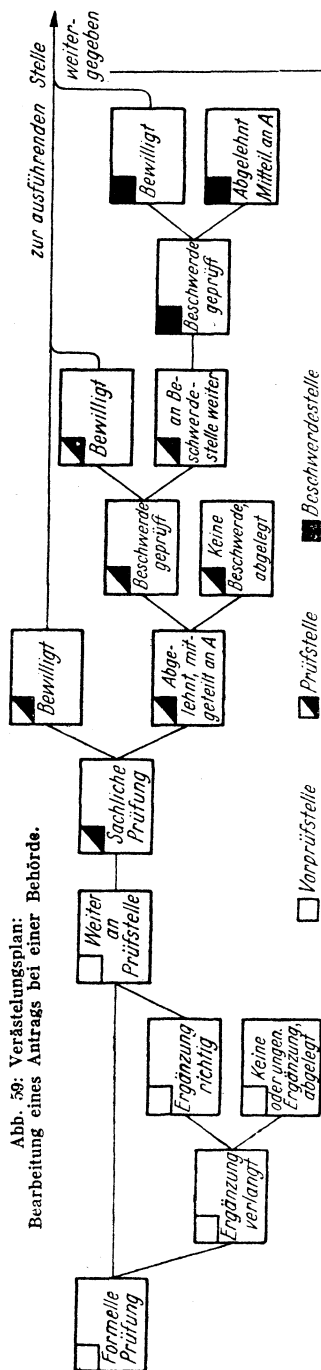 Abb. 59: Verästelungsplan:
Bearbeitung eines Antrags bei einer Behörde.
Formelle
Prüfung
Ergänzung
verlangt
Ergänzung
richtig
Keine
oder ungen.
Ergänzung,
abgelegt
Weiter
an
Prüfstelle
Sachliche
Prüfung
Bewilligt
Abge-
lehnt, mit-
geteilt an A
Beschwerde
geprüft
Keine
Beschwerde,
abgelegt
Bewilligt
an Be-
schwerde-
stelle weiter
Beschwerde
geprüft
Bewilligt
Abgelehnt
Mitteil. an A
zur ausführenden Stelle
weiter-
gegeben
Vorprüfstelle
Prüfstelle
Beschwerdestelle